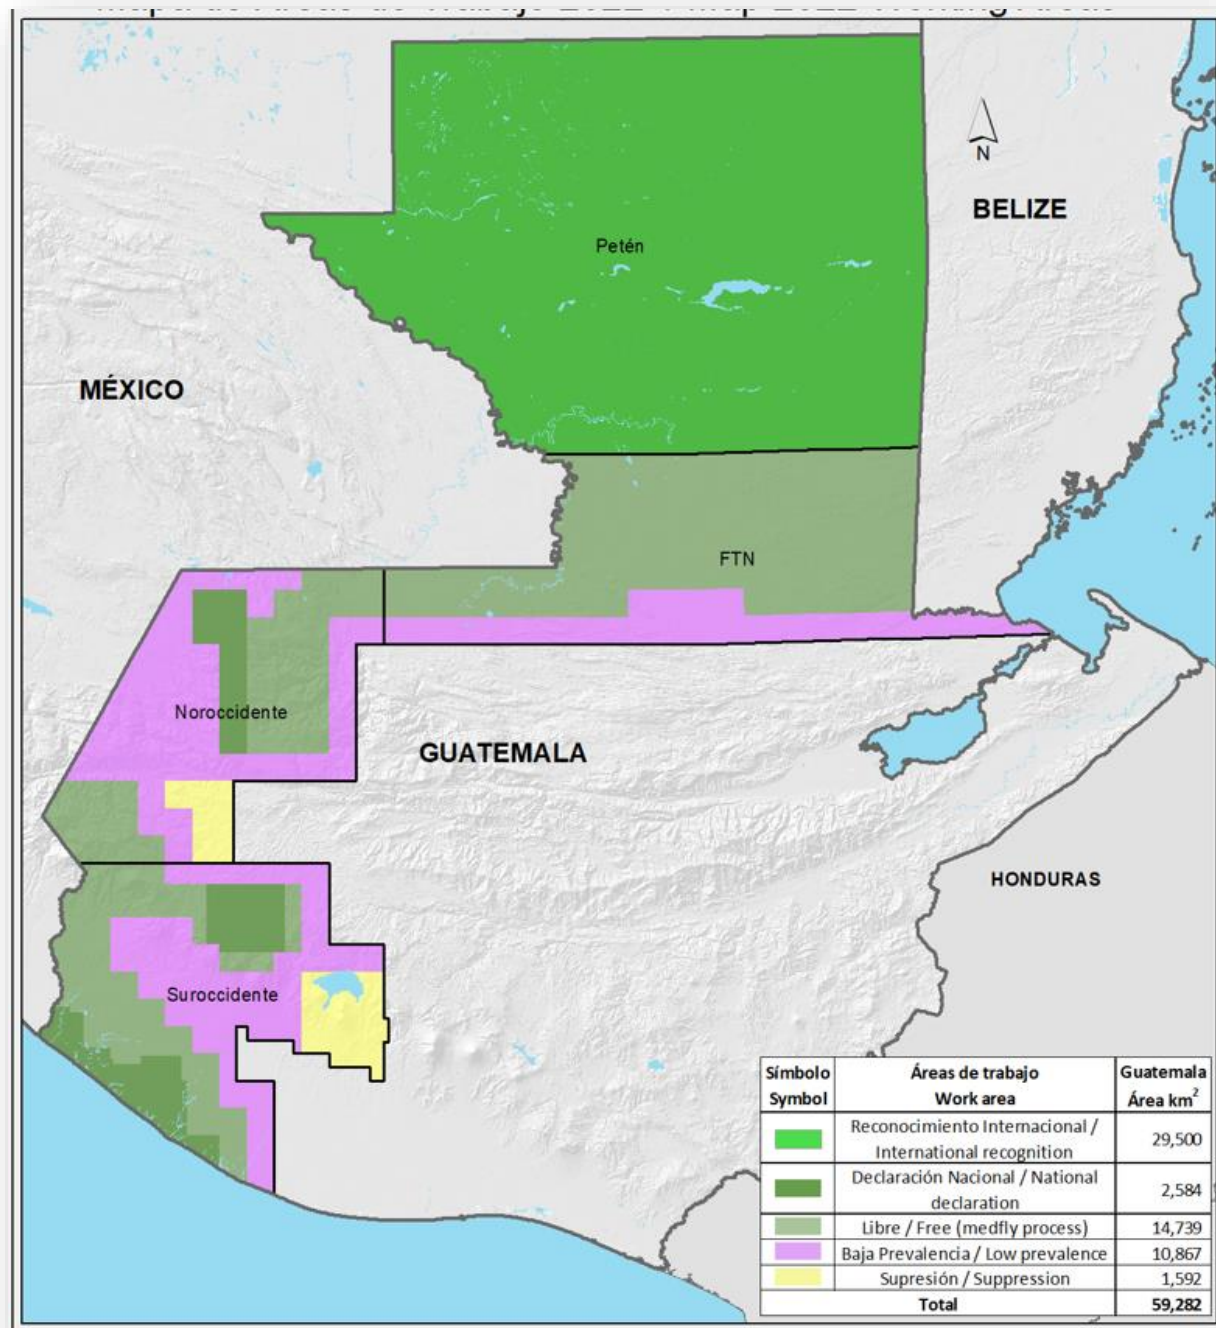 N
BELIZE
Petén
MÉXICO
FTN
Noroccidente
GUATEMALA
HONDURAS
Suroccidente
Símbolo Áreas de trabajo Guatemala
Symbol Work area Área km²
Reconocimiento Internacional /
International recognition 29,500
Declaración Nacional / National
declaration 2,584
Libre / Free (medfly process) 14,739
Baja Prevalencia / Low prevalence 10,867
Supresión / Suppression 1,592
Total 59,282